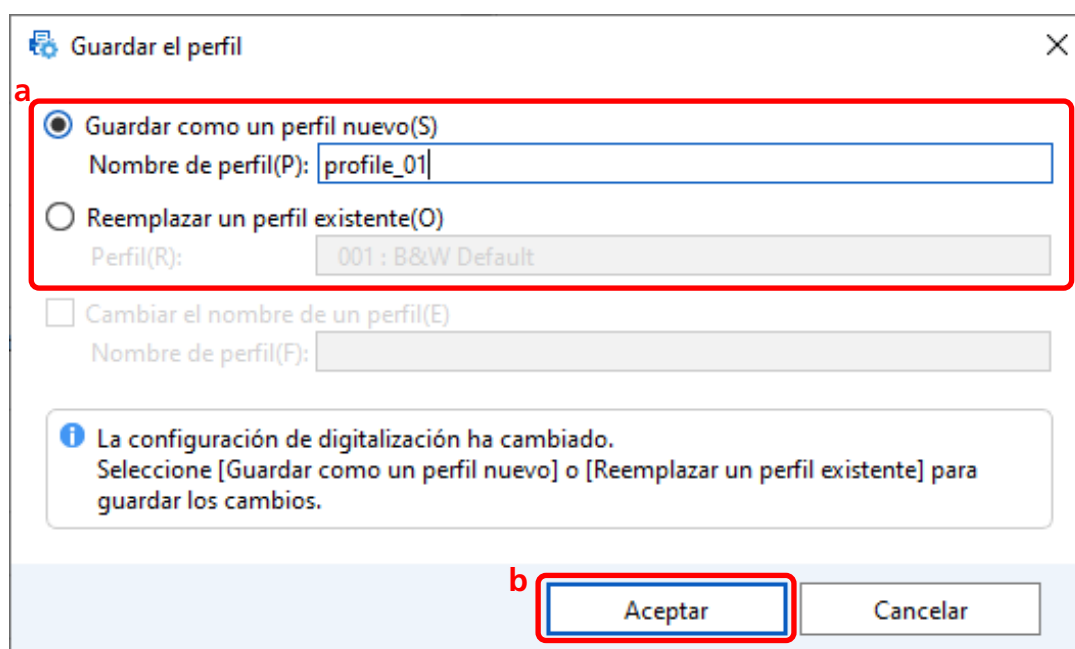 Guardar el perfil
a
Guardar como un perfil nuevo(S)
Nombre de perfil(P): profile_01
Reemplazar un perfil existente(O)
Perfil(R): 001 : B&W Default
Cambiar el nombre de un perfil(E)
Nombre de perfil(F):
La configuración de digitalización ha cambiado.
Seleccione [Guardar como un perfil nuevo] o [Reemplazar un perfil existente] para
guardar los cambios.
b
Aceptar Cancelar